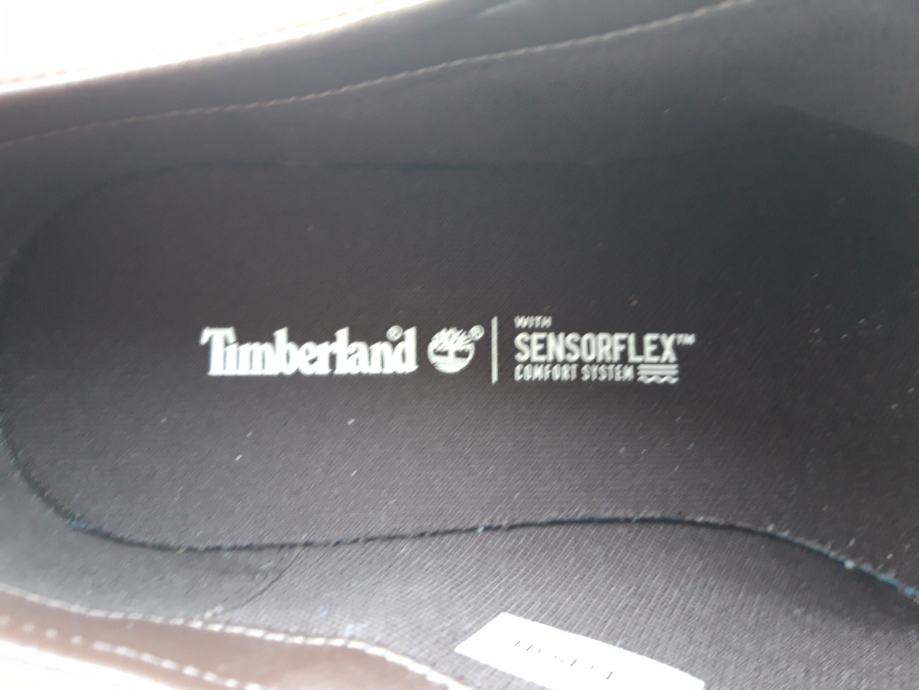 Timberland® ® | WITH
SENSORFLEX™
COMFORT SYSTEM